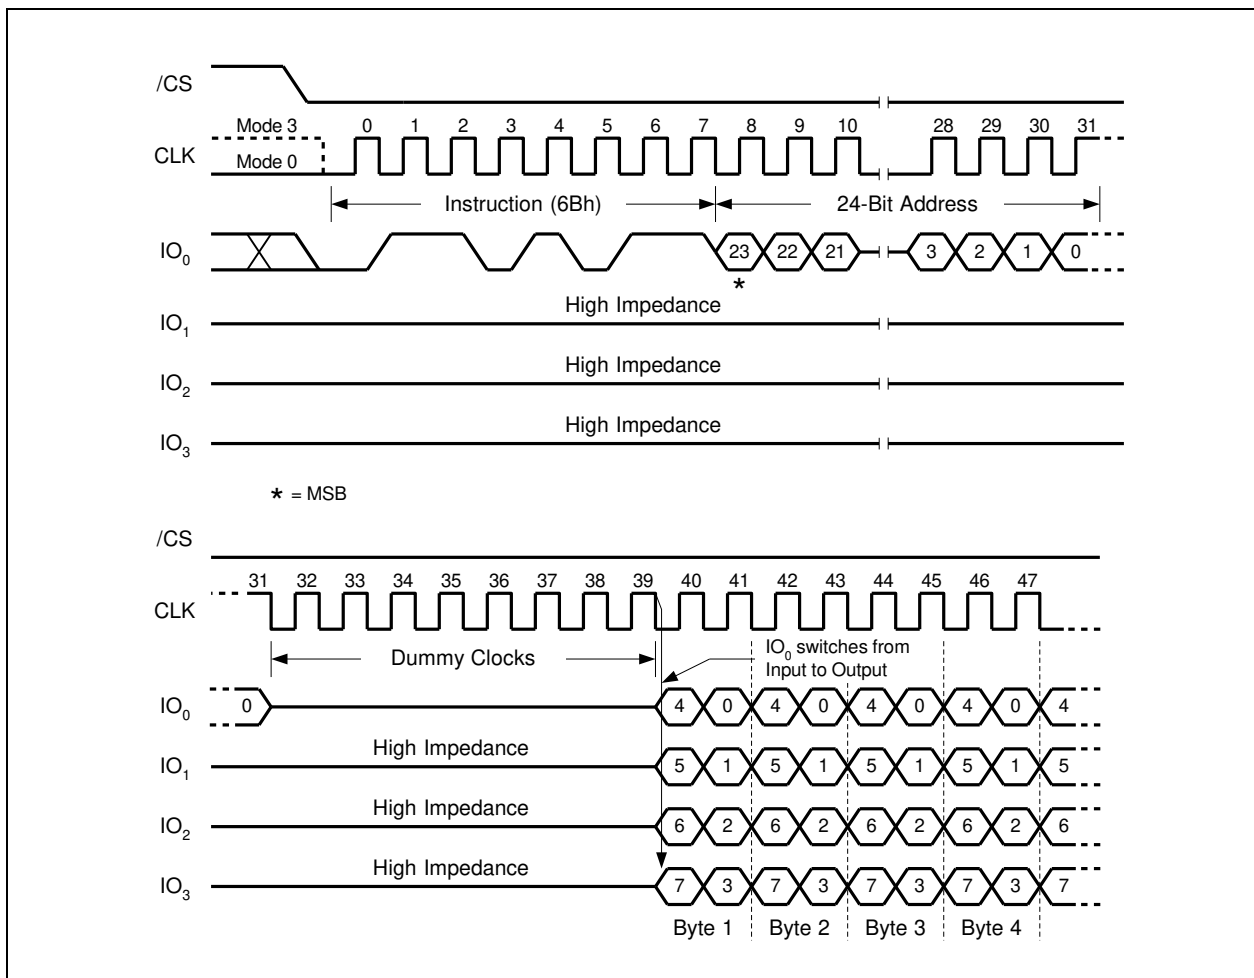 /CS
Mode 3 0 1 2 3 4 5 6 7 8 9 10 28 29 30 31
CLK
Mode 0
Instruction (6Bh) 24-Bit Address
IO0 23 22 21 3 2 1 0
*
High Impedance
IO1
High Impedance
IO2
High Impedance
IO3
* = MSB
/CS
31 32 33 34 35 36 37 38 39 40 41 42 43 44 45 46 47
CLK
IO0 switches from
Dummy Clocks Input to Output
IO0 0 4 0 4 0 4 0 4 0 4
High Impedance
IO1 5 1 5 1 5 1 5 1 5
High Impedance
IO2 6 2 6 2 6 2 6 2 6
High Impedance
IO3 7 3 7 3 7 3 7 3 7
Byte 1 Byte 2 Byte 3 Byte 4